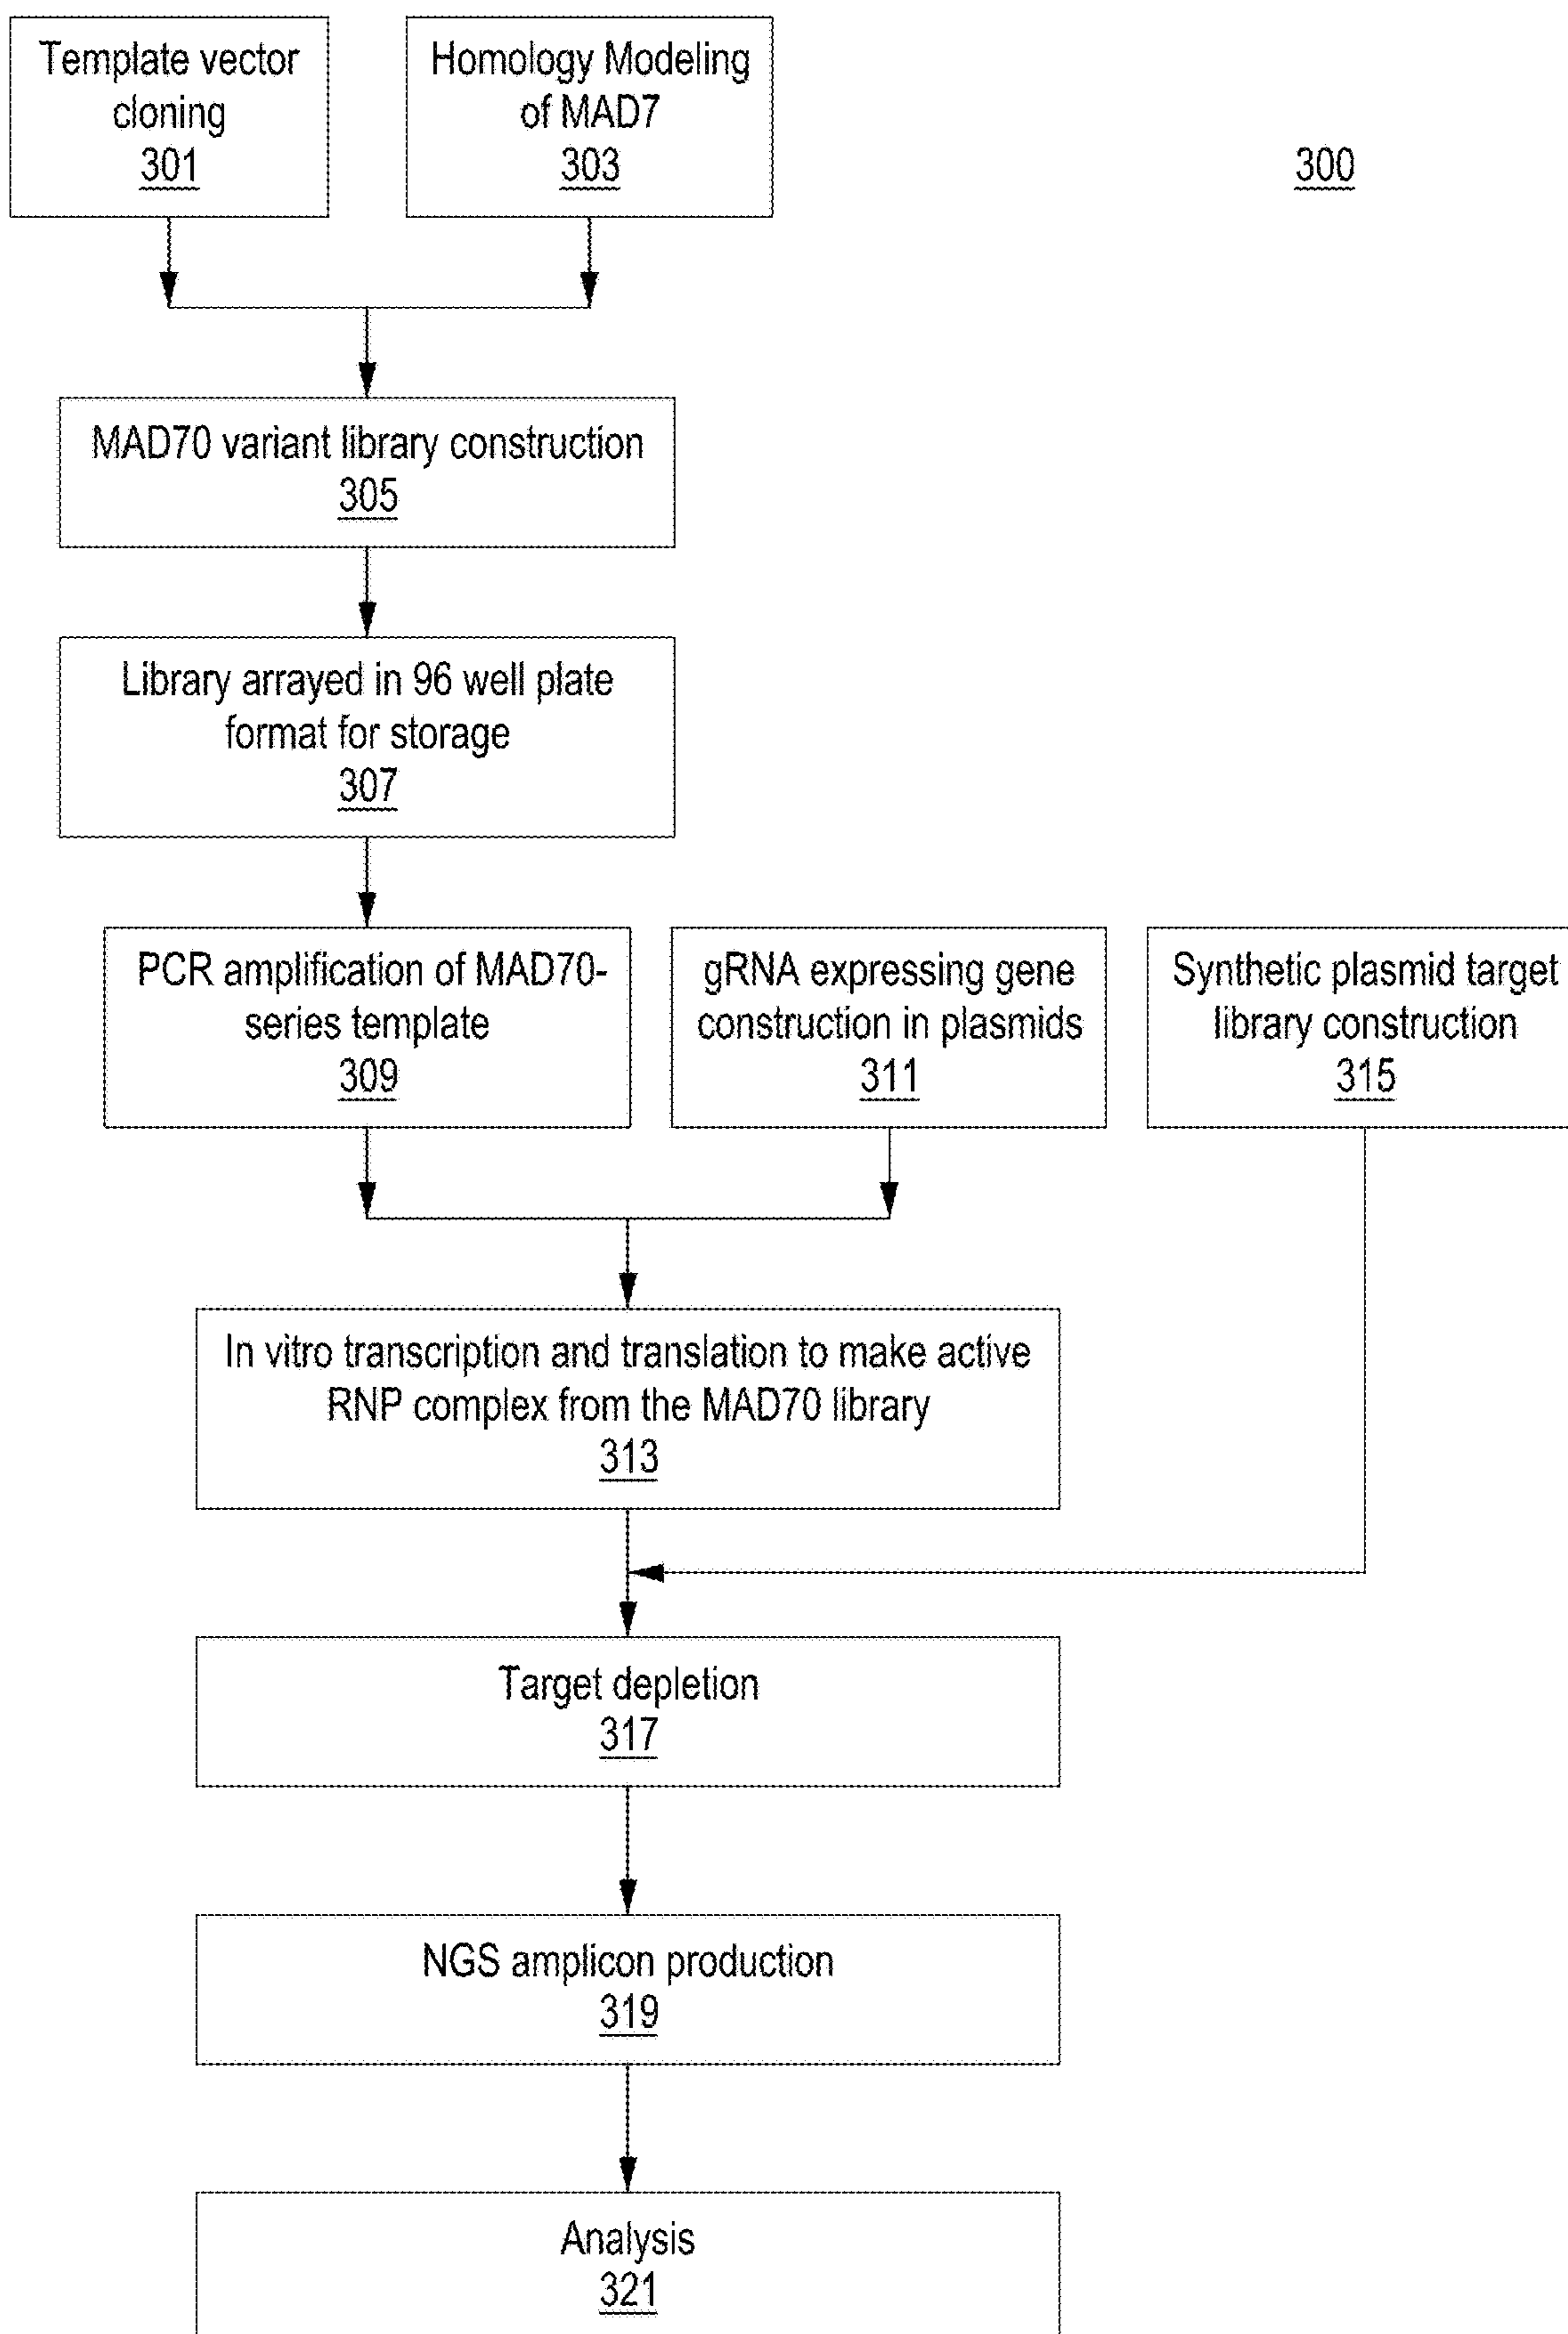 Template vector
cloning
301
Homology Modeling
of MAD7
303
300
MAD70 variant library construction
305
Library arrayed in 96 well plate
format for storage
307
PCR amplification of MAD70-
series template
309
gRNA expressing gene
construction in plasmids
311
Synthetic plasmid target
library construction
315
In vitro transcription and translation to make active
RNP complex from the MAD70 library
313
Target depletion
317
NGS amplicon production
319
Analysis
321